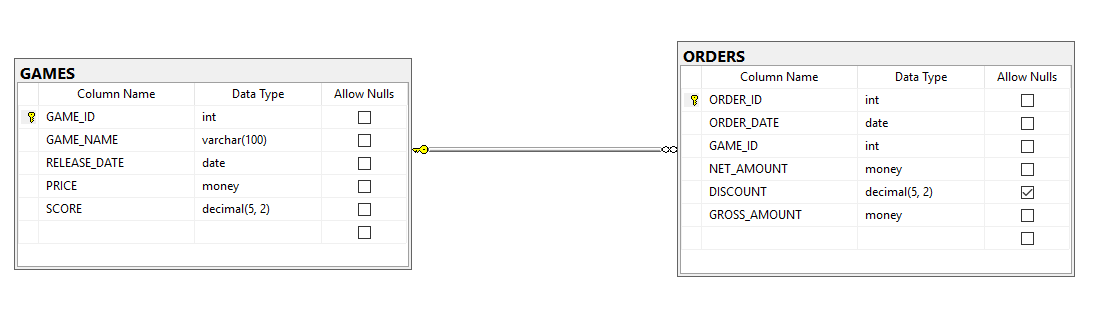 GAMES
Column Name Data Type Allow Nulls
GAME_ID int
GAME_NAME varchar(100)
RELEASE_DATE date
PRICE money
SCORE decimal(5, 2)
ORDERS
Column Name Data Type Allow Nulls
ORDER_ID int
ORDER_DATE date
GAME_ID int
NET_AMOUNT money
DISCOUNT decimal(5, 2)
GROSS_AMOUNT money